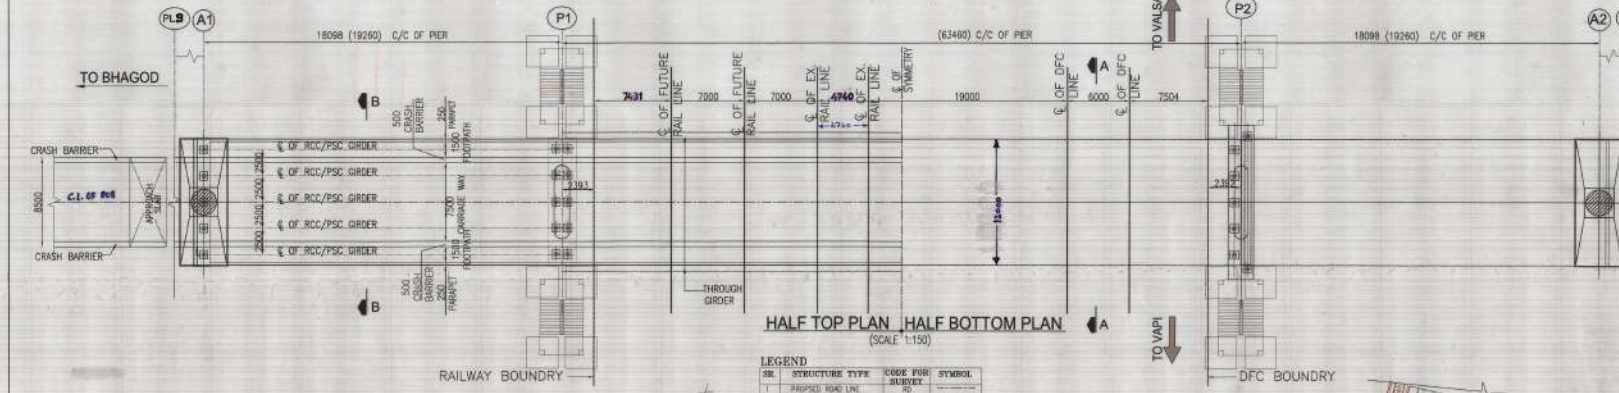 PL9 A1
P1
P2
A2
18098 (19260) C/C OF PIER
(63460) C/C OF PIER
18098 (19260) C/C OF PIER
TO VALSA
TO BHAGOD
B
A
500
CRASH
BARRIER
250
PARAPET
1500
FOOTPATH
7431
℄ OF FUTURE
RAIL LINE
7000
℄ OF FUTURE
RAIL LINE
7000
℄ OF EX.
RAIL LINE
4740
4740
℄ OF EX.
RAIL LINE
℄ OF
SYMMETRY
19000
℄ OF DFC
LINE
6000
℄ OF DFC
LINE
7504
CRASH BARRIER
8500
C.L. OF ROB
APPROACH
SLAB
CRASH BARRIER
2500
2500
2500
2500
℄ OF RCC/PSC GIRDER
℄ OF RCC/PSC GIRDER
℄ OF RCC/PSC GIRDER
℄ OF RCC/PSC GIRDER
℄ OF RCC/PSC GIRDER
7500
CARRIAGE WAY
1500
FOOTPATH
500
CRASH
BARRIER
250
PARAPET
2393
12000
THROUGH
GIRDER
B
A
HALF TOP PLAN HALF BOTTOM PLAN
(SCALE 1:150)
TO VAPI
RAILWAY BOUNDRY
DFC BOUNDRY
LEGEND
SR. STRUCTURE TYPE CODE FOR SURVEY SYMBOL
1 PROPSED ROAD LINE RD